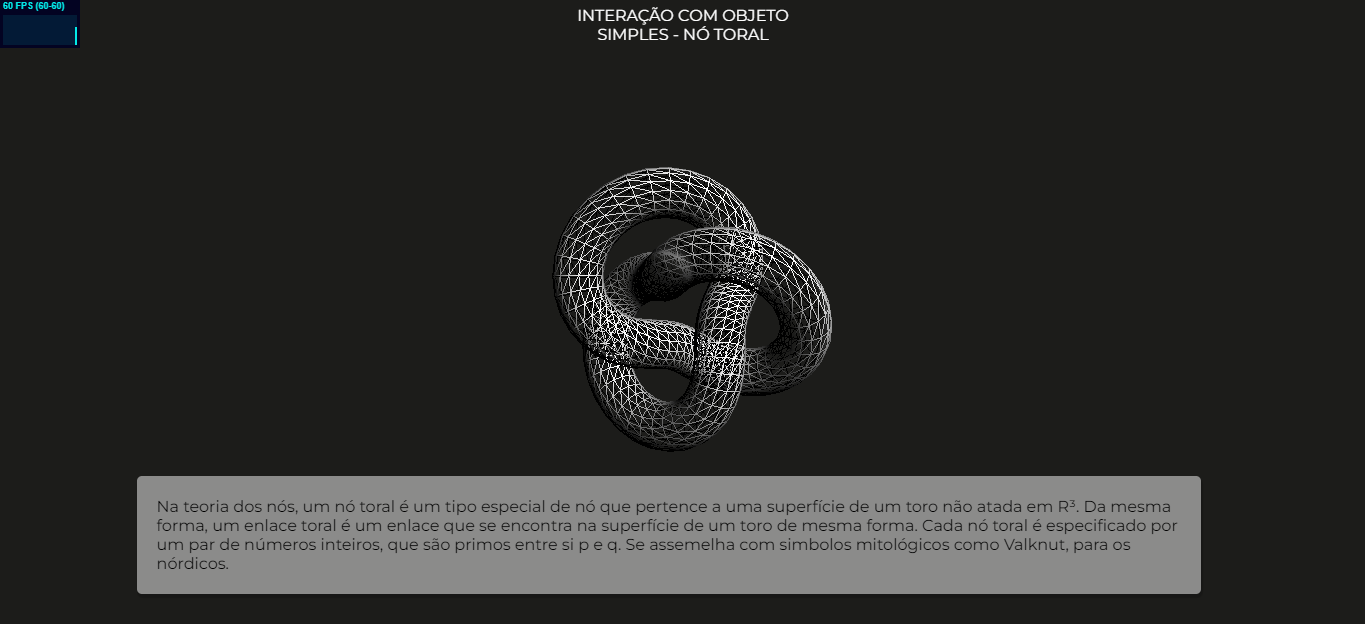 60 FPS (60-60)
INTERAÇÃO COM OBJETO
SIMPLES - NÓ TORAL
Na teoria dos nós, um nó toral é um tipo especial de nó que pertence a uma superfície de um toro não atada em R³. Da mesma
forma, um enlace toral é um enlace que se encontra na superfície de um toro de mesma forma. Cada nó toral é especificado por
um par de números inteiros, que são primos entre si p e q. Se assemelha com simbolos mitológicos como Valknut, para os
nórdicos.